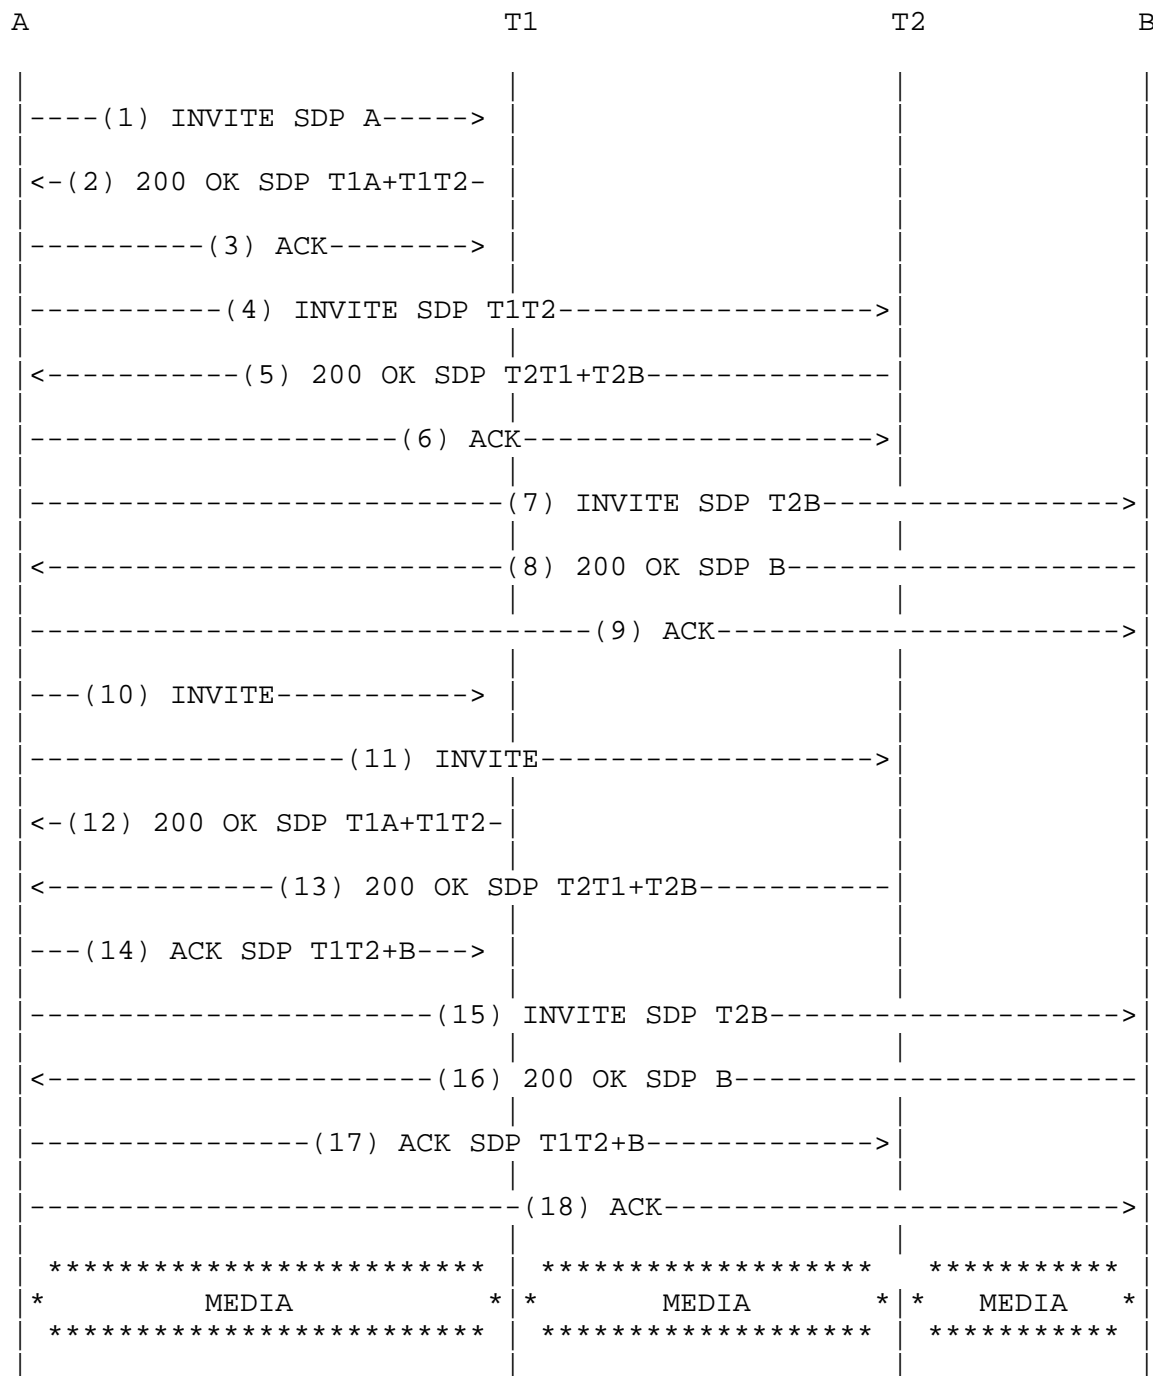 A T1 T2 B
----(1) INVITE SDP A----->
<-(2) 200 OK SDP T1A+T1T2-
----------(3) ACK-------->
-----------(4) INVITE SDP T1T2------------------>
<-----------(5) 200 OK SDP T2T1+T2B--------------
---------------------(6) ACK-------------------->
---------------------------(7) INVITE SDP T2B----------------->
<--------------------------(8) 200 OK SDP B--------------------
--------------------------------(9) ACK----------------------->
---(10) INVITE----------->
------------------(11) INVITE------------------->
<-(12) 200 OK SDP T1A+T1T2-
<-------------(13) 200 OK SDP T2T1+T2B-----------
---(14) ACK SDP T1T2+B--->
-----------------------(15) INVITE SDP T2B-------------------->
<----------------------(16) 200 OK SDP B-----------------------
----------------(17) ACK SDP T1T2+B------------->
----------------------------(18) ACK-------------------------->
************************* ******************* ***********
* MEDIA * * MEDIA * * MEDIA *
************************* ******************* ***********